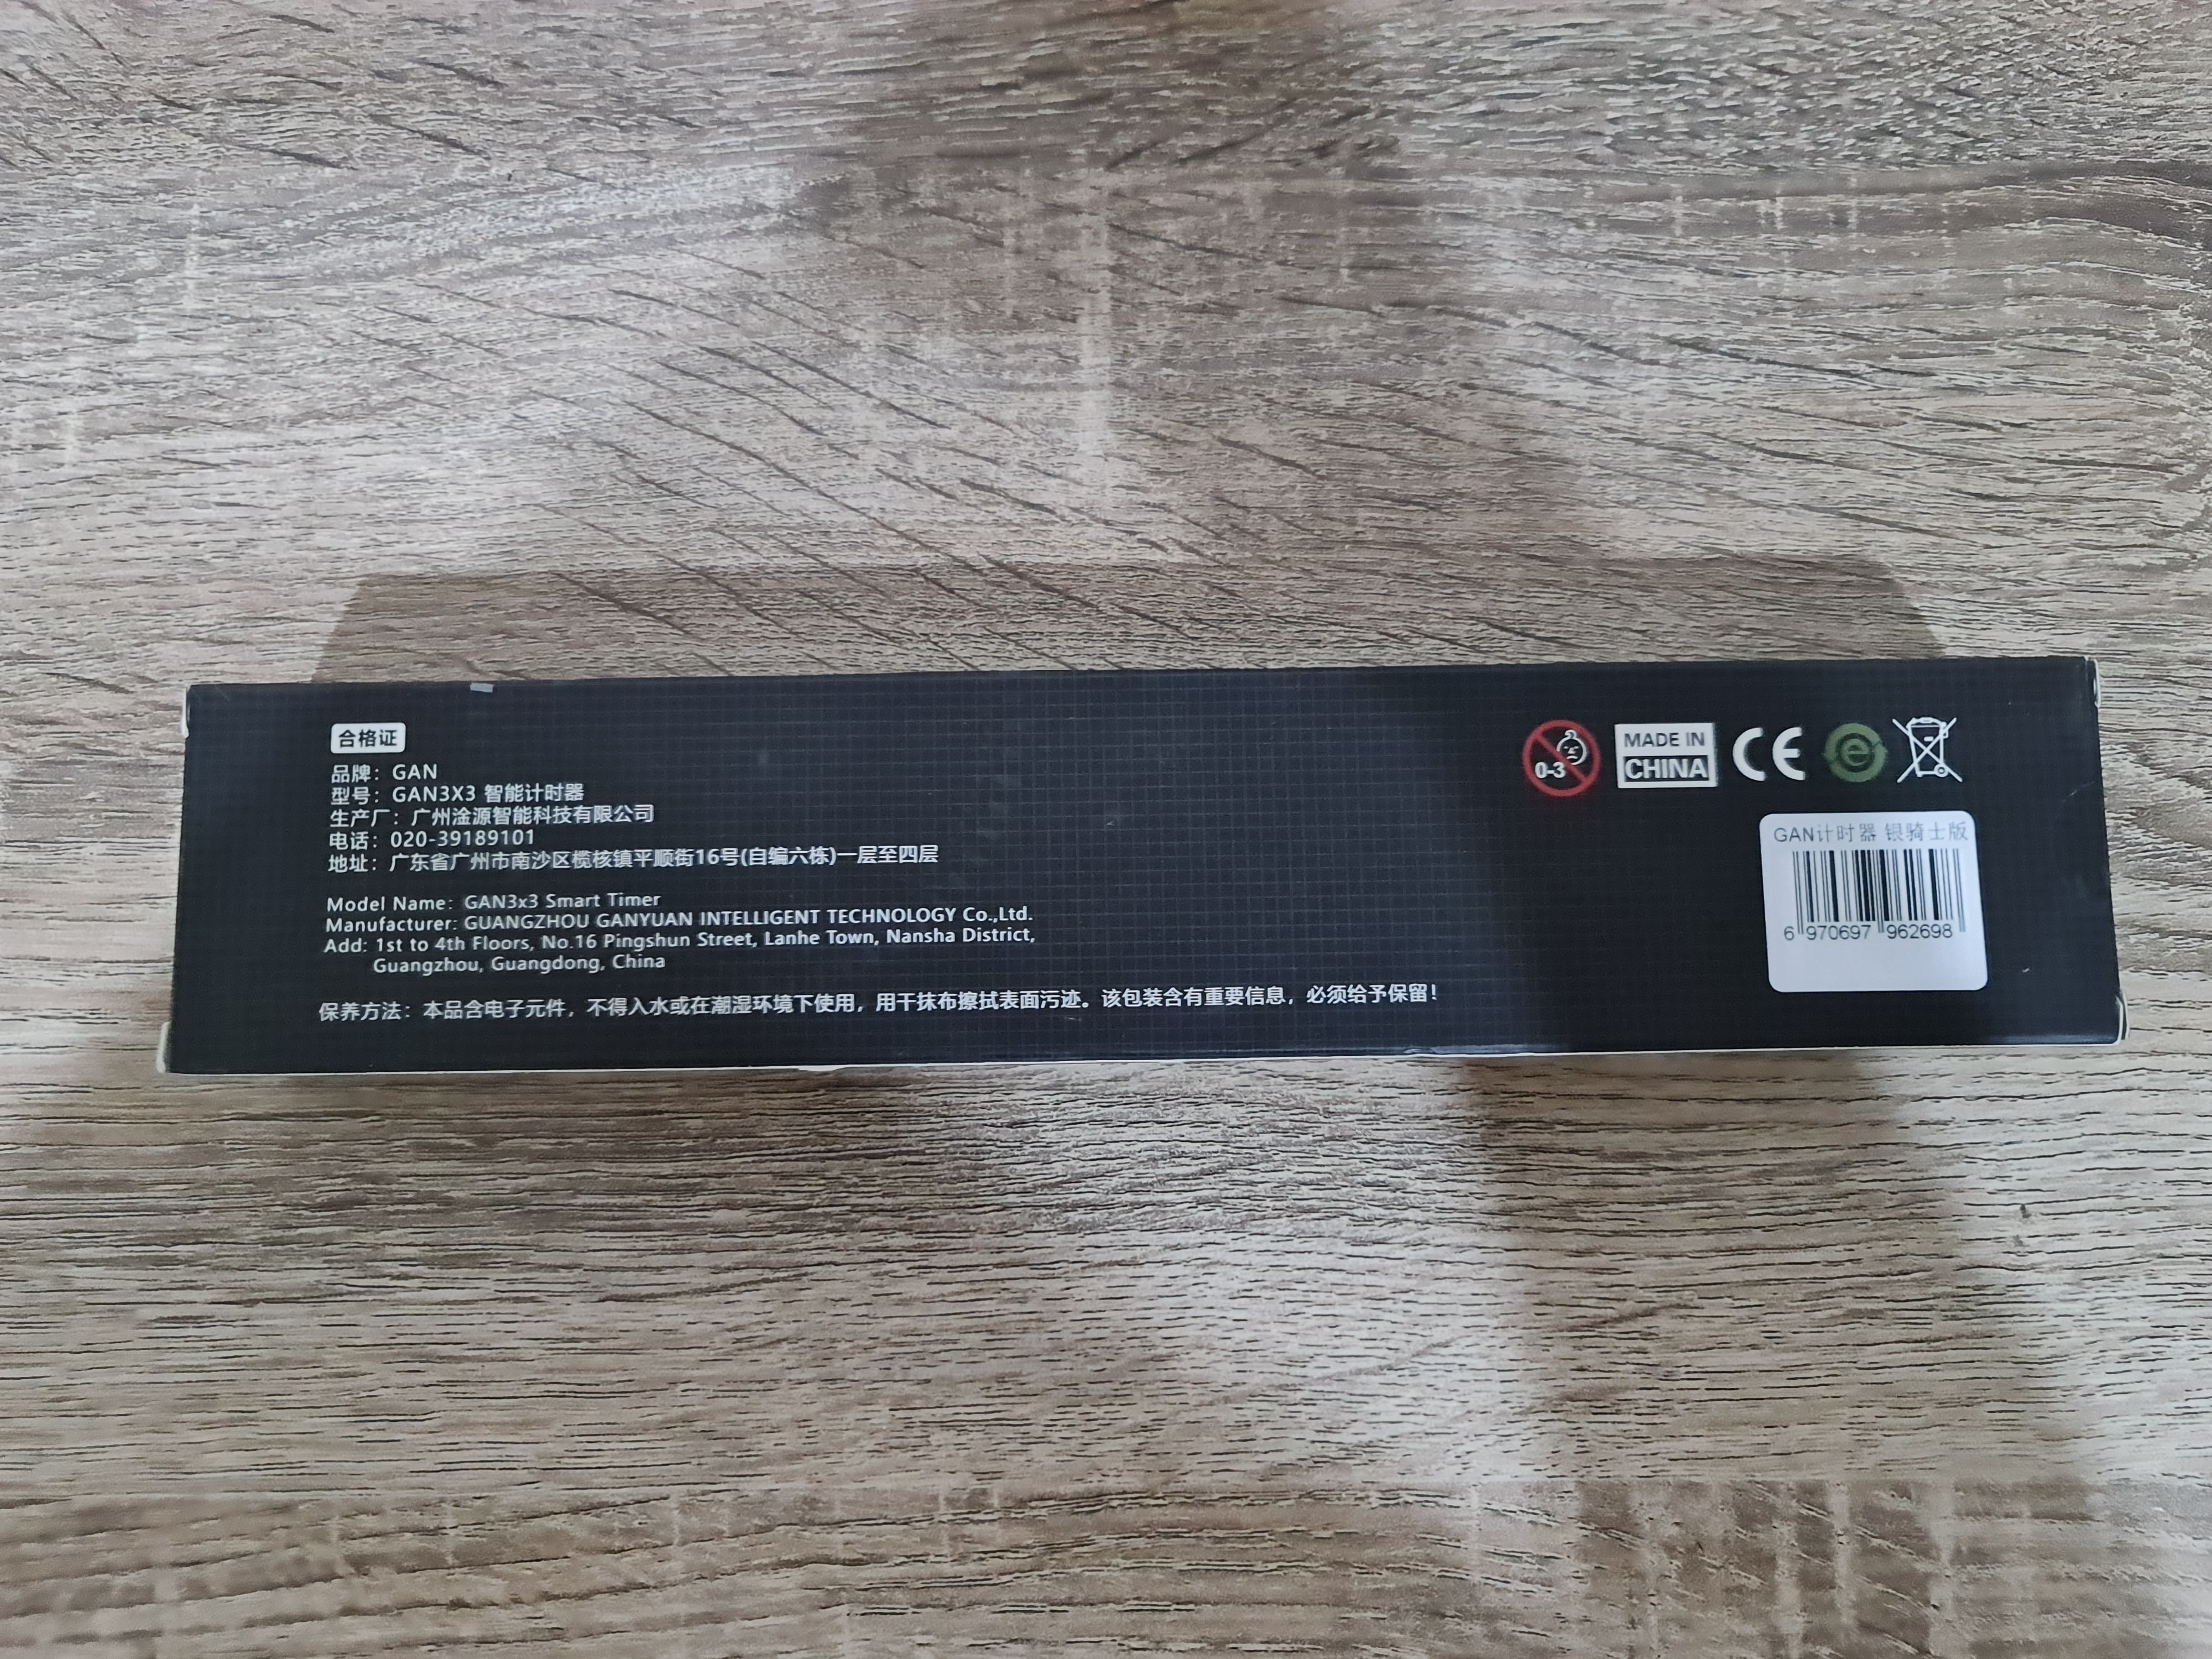 合格证
品牌：GAN
型号：GAN3X3 智能计时器
生产厂：广州淦源智能科技有限公司
电话：020-39189101
地址：广东省广州市南沙区榄核镇平顺街16号(自编六栋)一层至四层
Model Name: GAN3x3 Smart Timer
Manufacturer: GUANGZHOU GANYUAN INTELLIGENT TECHNOLOGY Co.,Ltd.
Add: 1st to 4th Floors, No.16 Pingshun Street, Lanhe Town, Nansha District,
Guangzhou, Guangdong, China
保养方法：本品含电子元件，不得入水或在潮湿环境下使用，用干抹布擦拭表面污迹。该包装含有重要信息，必须给予保留！
0-3
MADE IN
CHINA
CE
e
GAN计时器 银骑士版
6 970697 962698